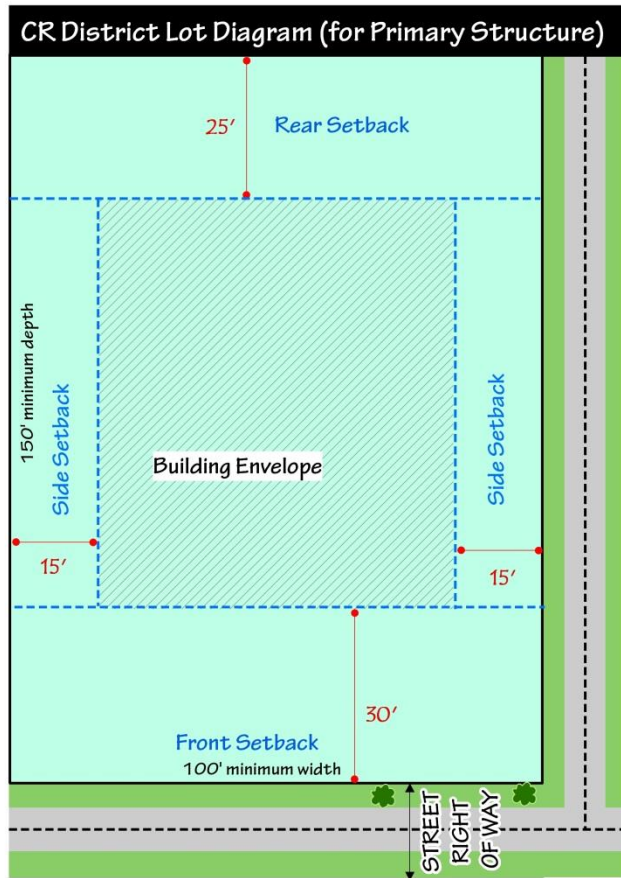 CR District Lot Diagram (for Primary Structure)
25'
Rear Setback
150' minimum depth
Side Setback
Side Setback
Building Envelope
15'
15'
30'
Front Setback
100' minimum width
STREET
RIGHT
OF WAY